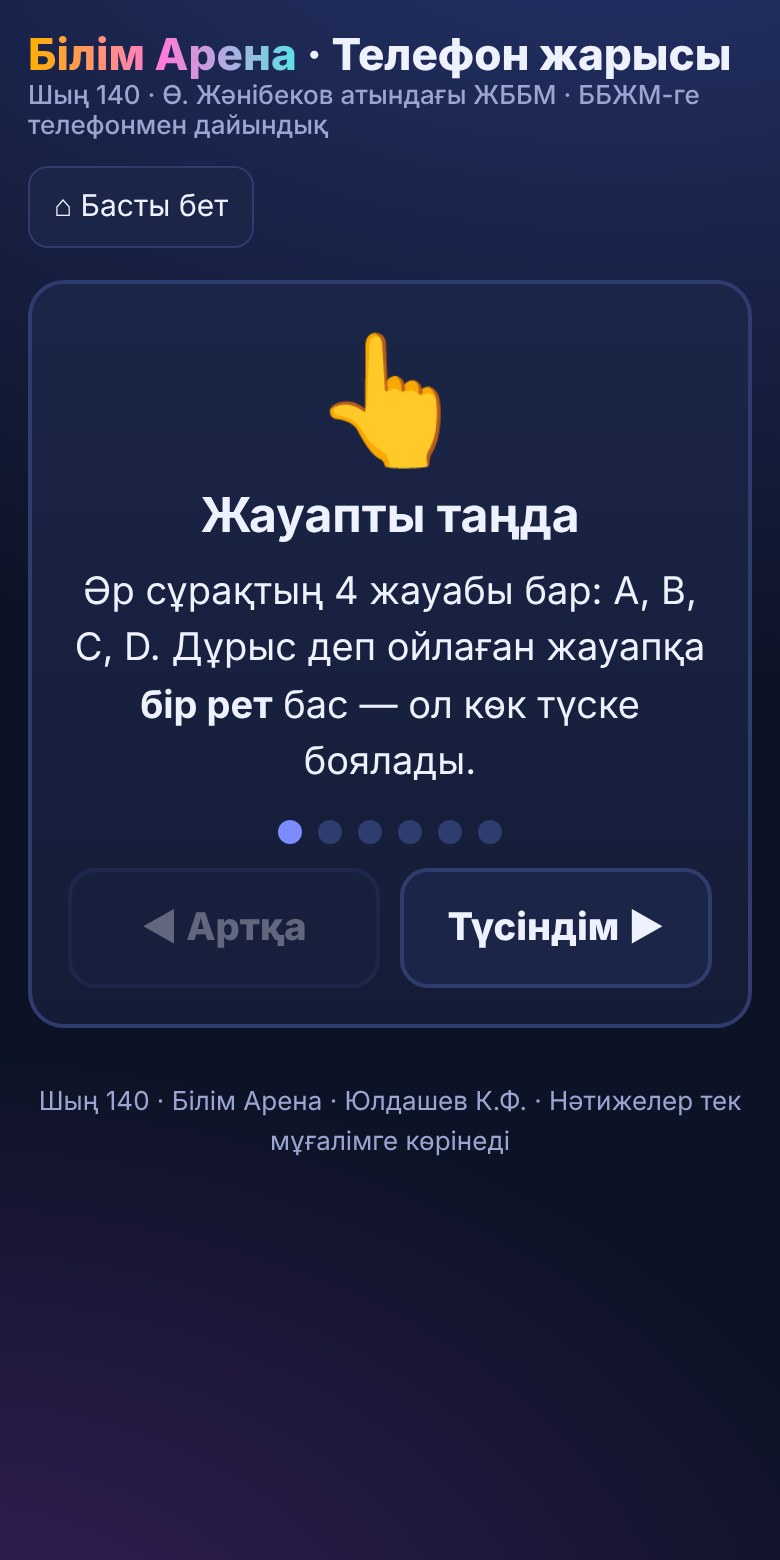 Білім Арена · Телефон жарысы
Шың 140 · Ө. Жәнібеков атындағы ЖББМ · ББЖМ-ге
телефонмен дайындық
⌂ Басты бет
Жауапты таңда
Әр сұрақтың 4 жауабы бар: A, B,
C, D. Дұрыс деп ойлаған жауапқа
бір рет бас — ол көк түске
боялады.
◀ Артқа
Түсіндім ▶
Шың 140 · Білім Арена · Юлдашев К.Ф. · Нәтижелер тек
мұғалімге көрінеді